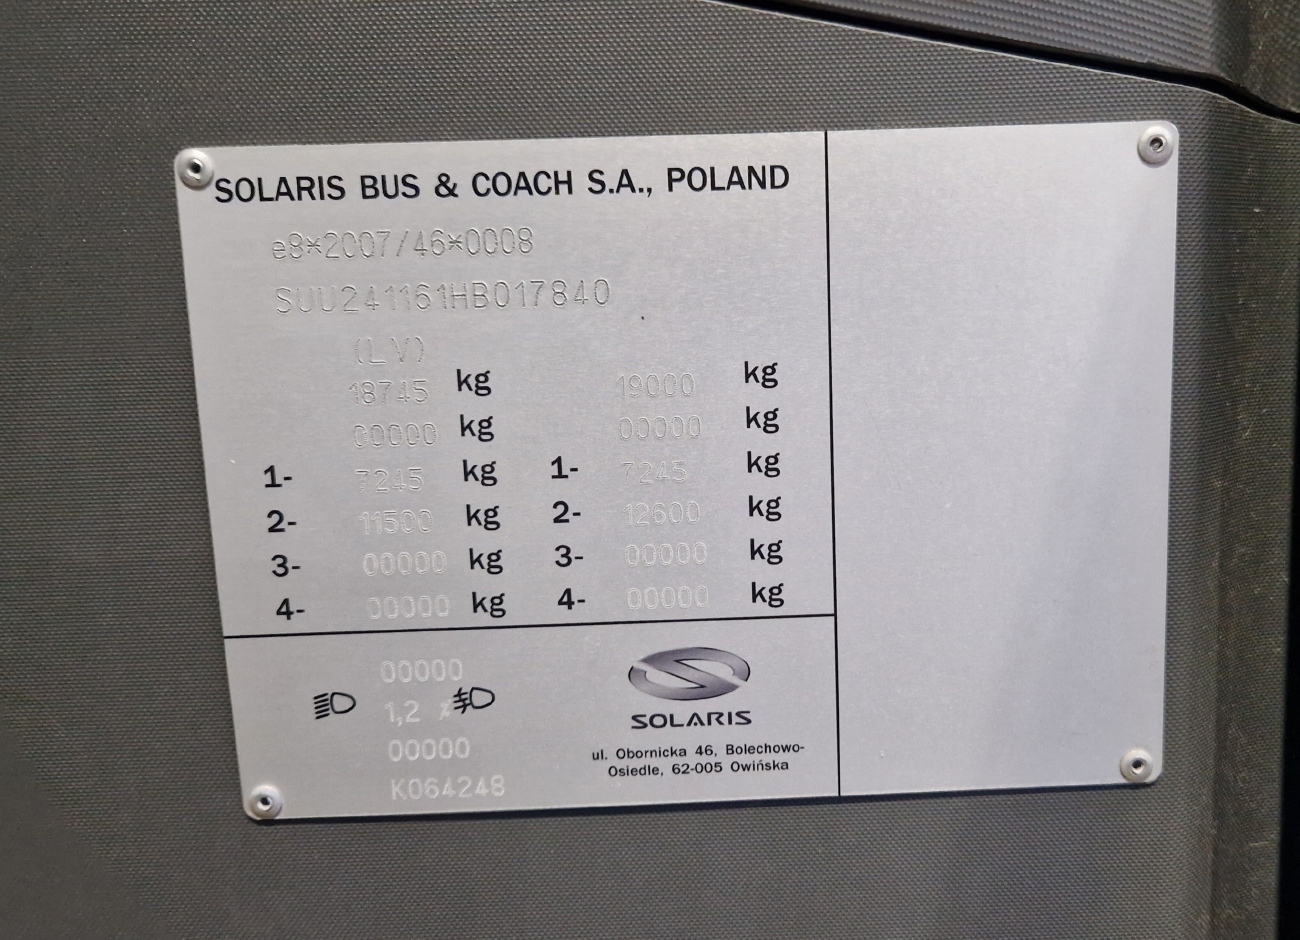 SOLARIS BUS & COACH S.A., POLAND
e8*2007/46*0008
SUU241161HB017840
(LV)
18745 kg 19000 kg
00000 kg 00000 kg
1- 7245 kg 1- 7245 kg
2- 11500 kg 2- 12600 kg
3- 00000 kg 3- 00000 kg
4- 00000 kg 4- 00000 kg
00000
1,2
00000
K064248
SOLARIS
ul. Obornicka 46, Bolechowo-
Osiedle, 62-005 Owińska